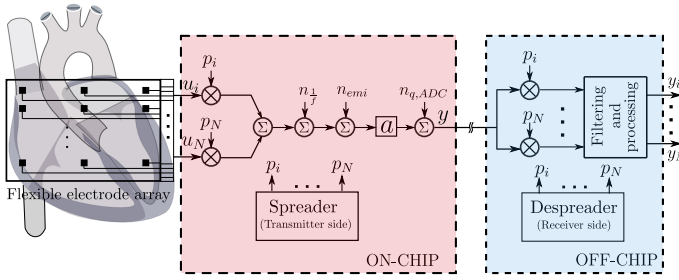 p_i
u_i
p_N
u_N
Σ
n_{1/f}
Σ
n_{emi}
Σ
a
n_{q,ADC}
Σ
y
p_i
p_N
Filtering
and
processing
y_i
y_N
Flexible electrode array
p_i ... p_N
Spreader
(Transmitter side)
ON-CHIP
p_i ... p_N
Despreader
(Receiver side)
OFF-CHIP